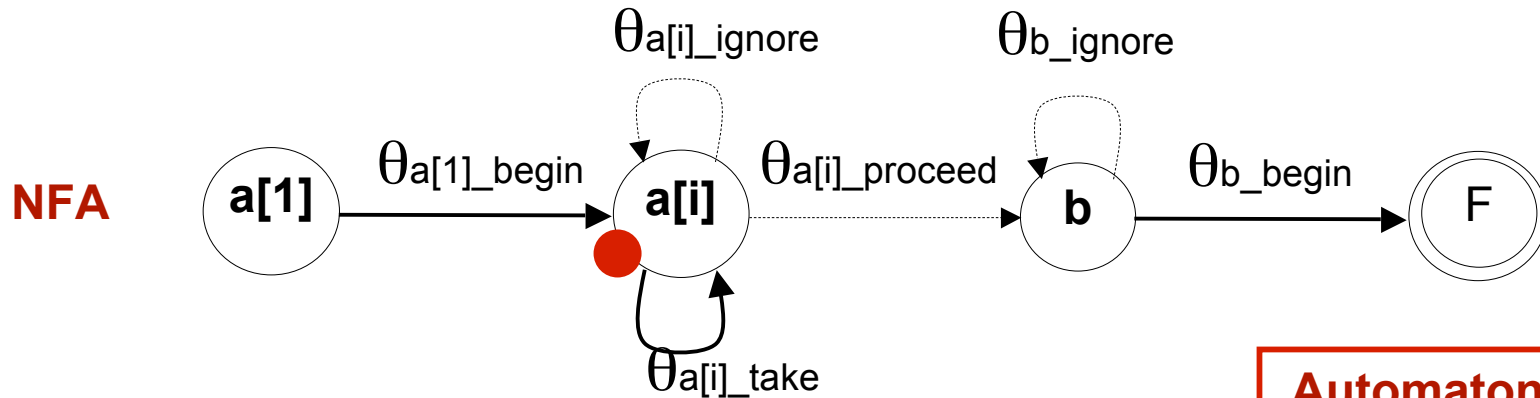 θa[i]_ignore
θb_ignore
NFA
a[1]
θa[1]_begin
a[i]
θa[i]_proceed
b
θb_begin
F
θa[i]_take
Automaton